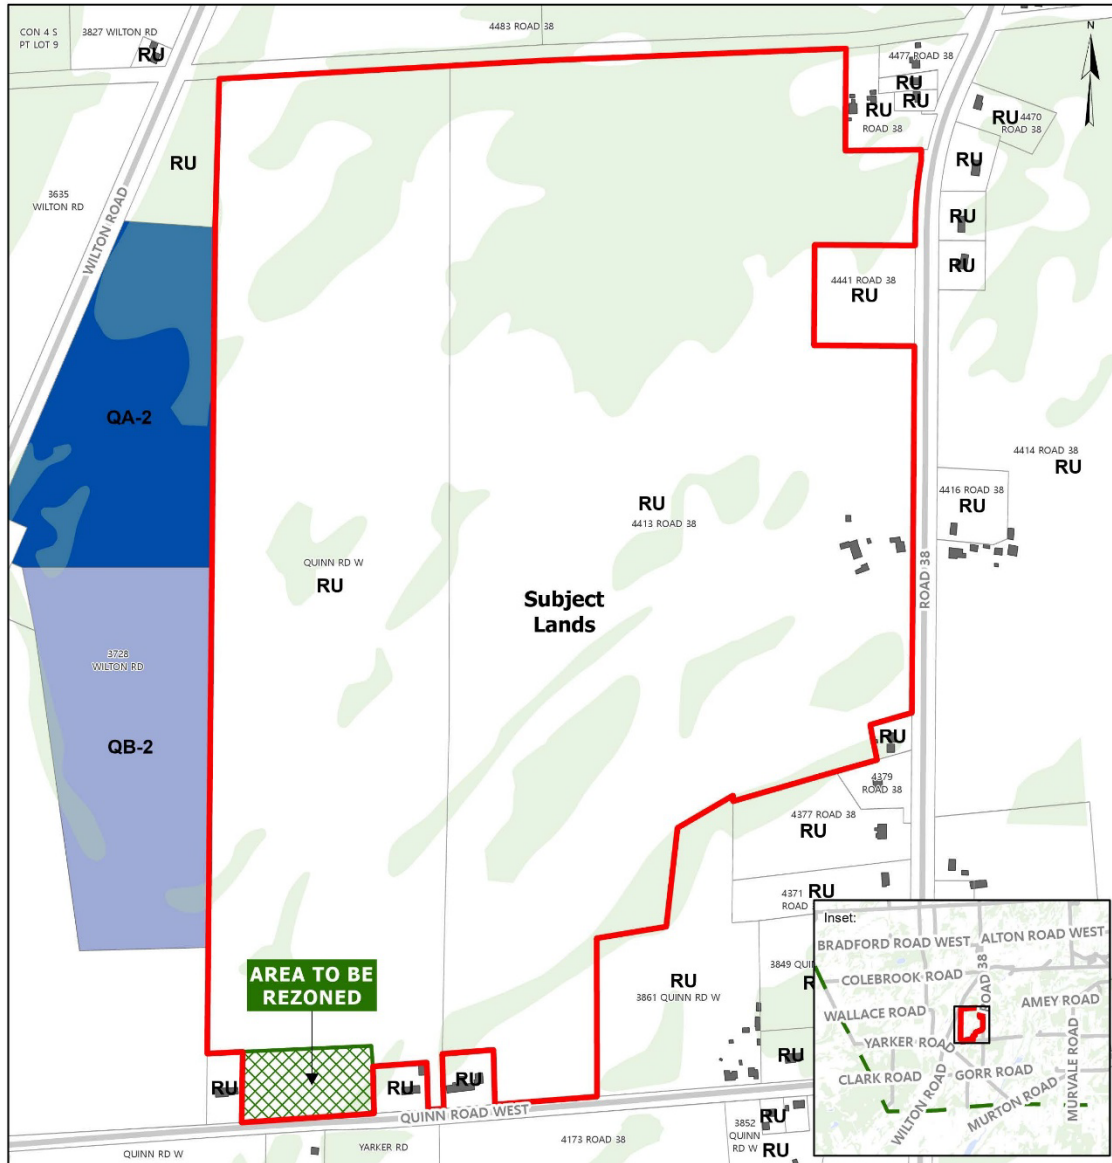 4483 ROAD 38
CON 4 S
PT LOT 9
3827 WILTON RD
RU
N
4477 ROAD 38
RU
RU
RU
ROAD 38
RU
4470
ROAD 38
RU
RU
3635
WILTON RD
WILTON ROAD
RU
RU
4441 ROAD 38
RU
QA-2
4414 ROAD 38
RU
4416 ROAD 38
RU
RU
4413 ROAD 38
QUINN RD W
RU
ROAD 38
Subject
Lands
3728
WILTON RD
QB-2
RU
4379
ROAD 38
4377 ROAD 38
RU
4371
ROAD
RU
AREA TO BE
REZONED
RU
3861 QUINN RD W
3849 QUIN
RU
RU
RU
RU
QUINN ROAD WEST
QUINN RD W
YARKER RD
4173 ROAD 38
3852
QUINN
RD W
RU
RU
Inset:
BRADFORD ROAD WEST
ALTON ROAD WEST
COLEBROOK ROAD
ROAD 38
WALLACE ROAD
AMEY ROAD
YARKER ROAD
CLARK ROAD
GORR ROAD
WILTON ROAD
MURTON ROAD
MURVALE ROAD